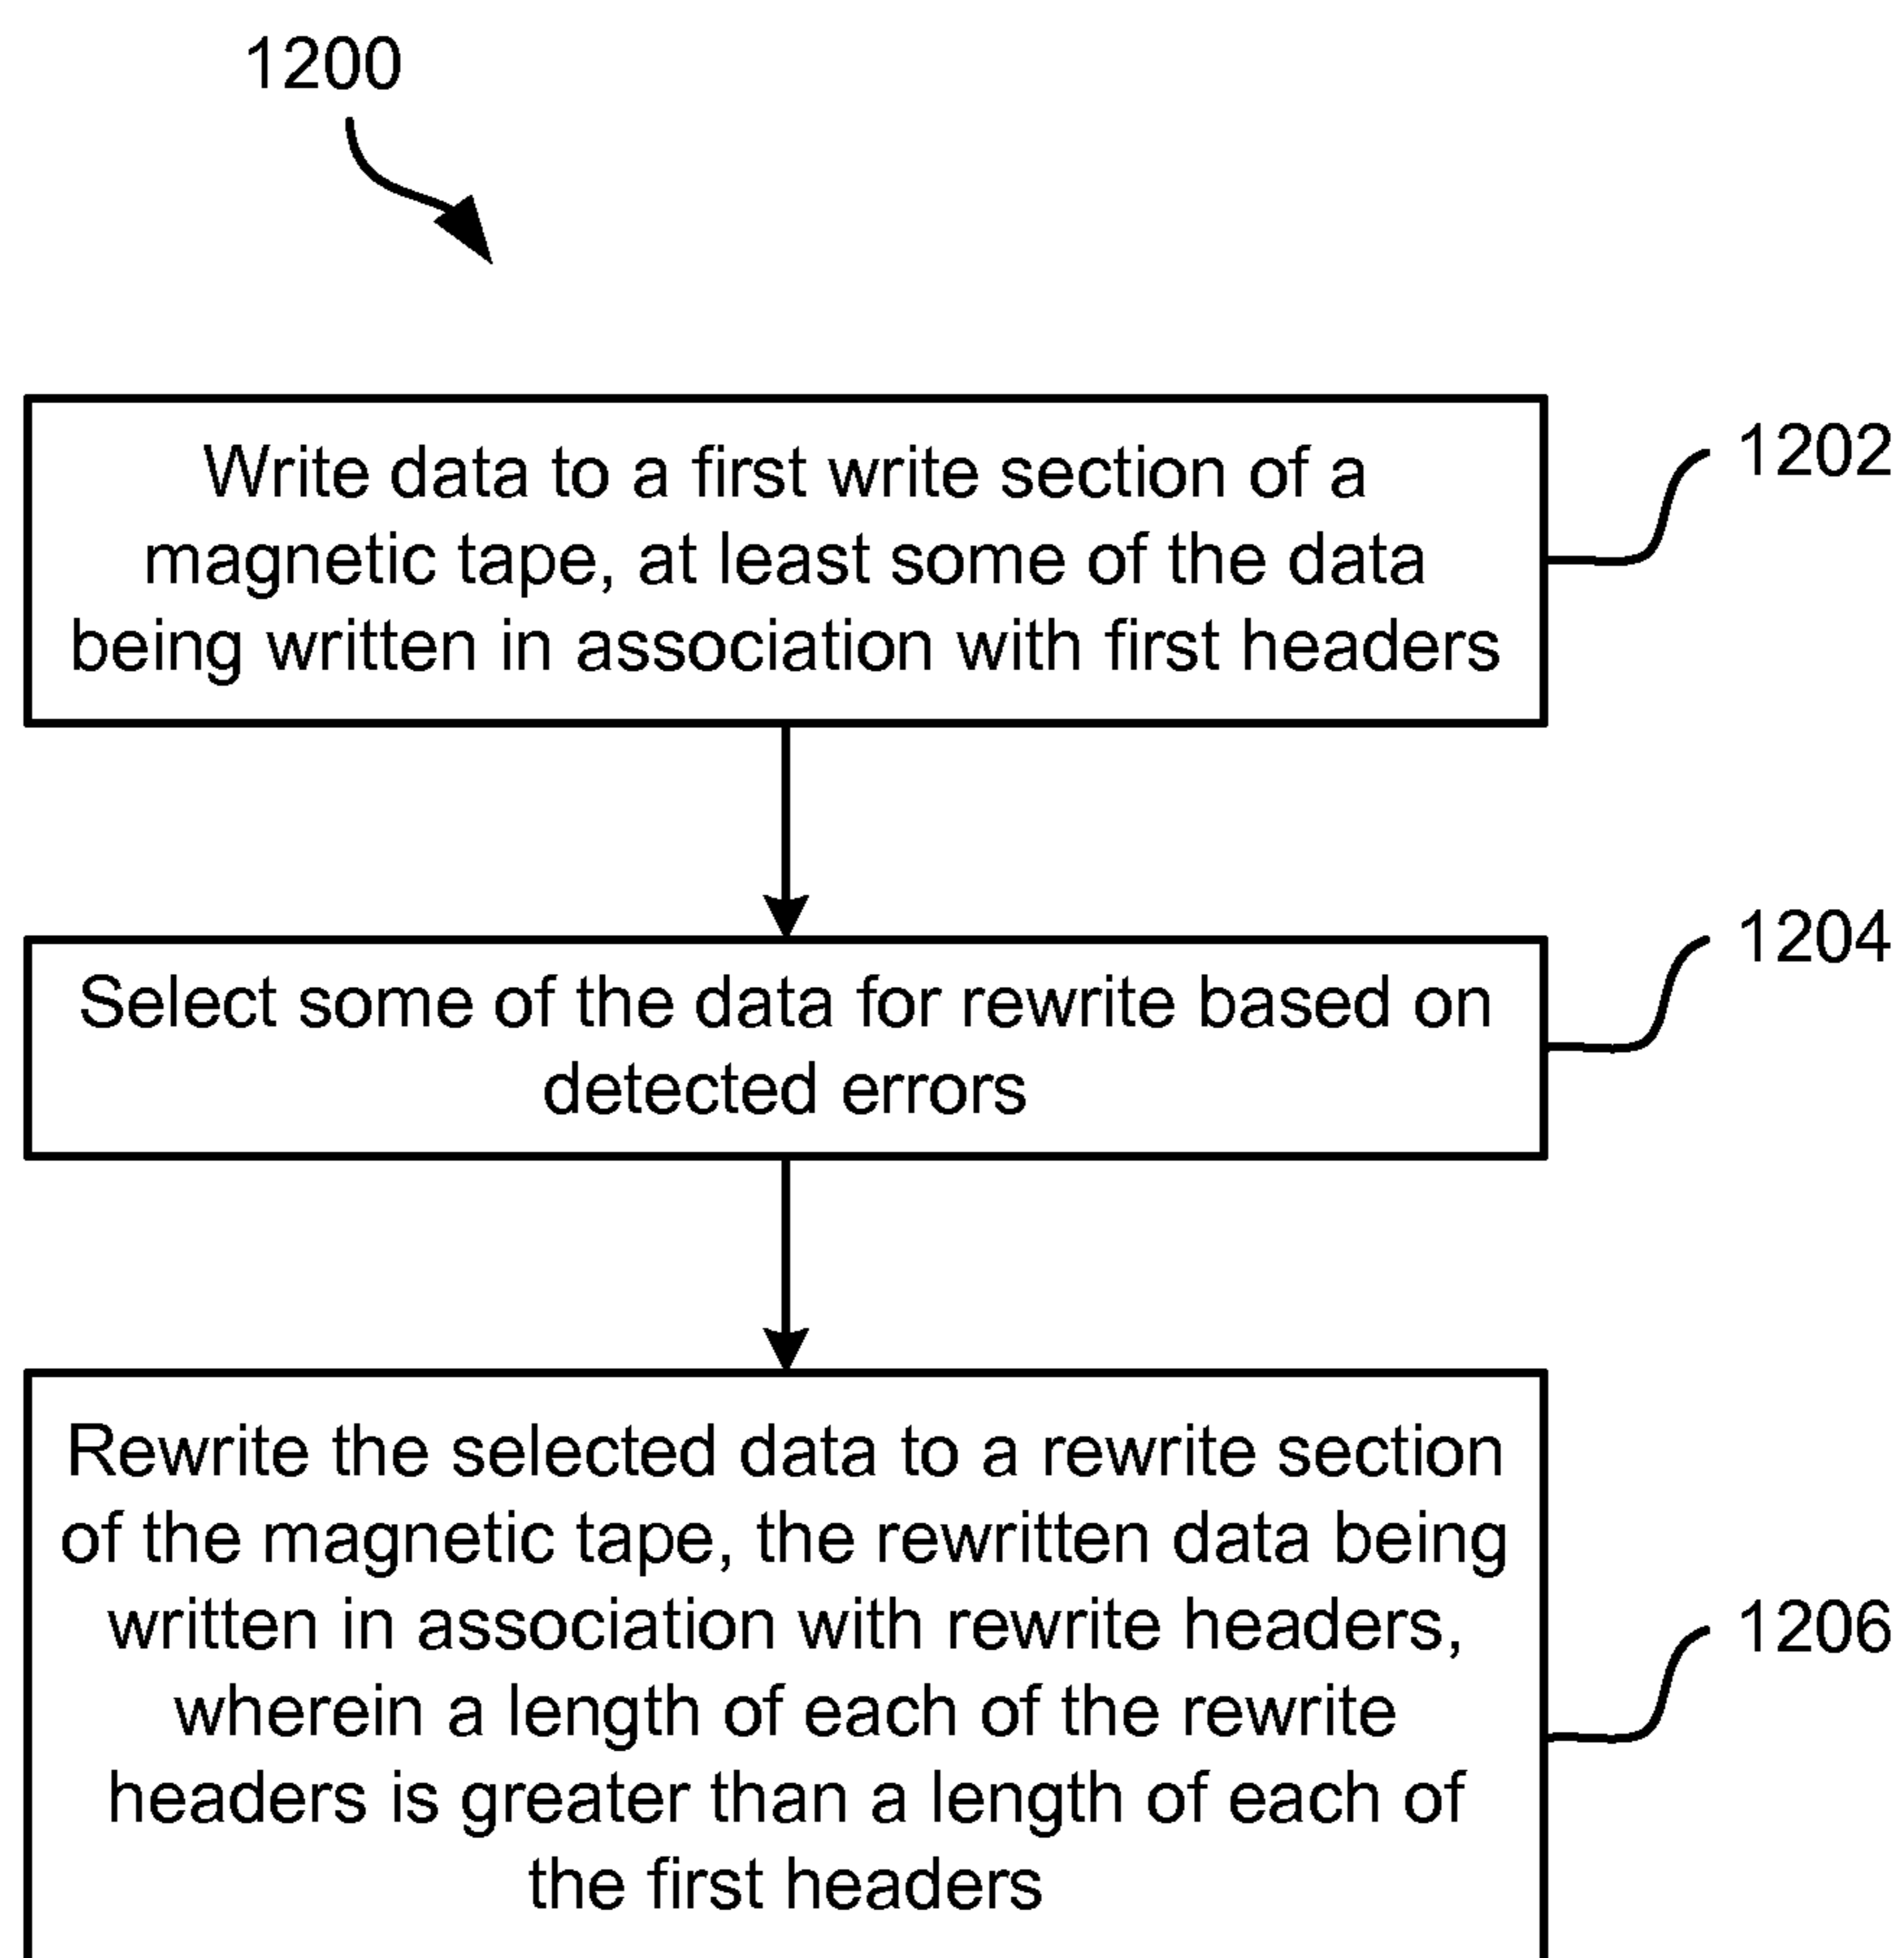 1200
Write data to a first write section of a
magnetic tape, at least some of the data
being written in association with first headers
1202
Select some of the data for rewrite based on
detected errors
1204
Rewrite the selected data to a rewrite section
of the magnetic tape, the rewritten data being
written in association with rewrite headers,
wherein a length of each of the rewrite
headers is greater than a length of each of
the first headers
1206